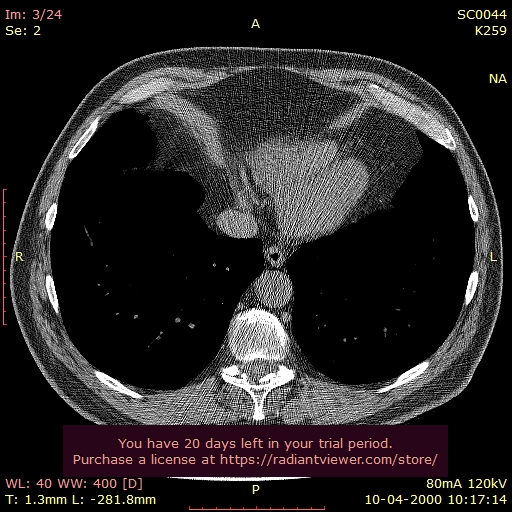 Im: 3/24
Se: 2
A
SC0044
K259
NA
R
L
You have 20 days left in your trial period.
Purchase a license at https://radiantviewer.com/store/
WL: 40 WW: 400 [D]
T: 1.3mm L: -281.8mm
P
80mA 120kV
10-04-2000 10:17:14